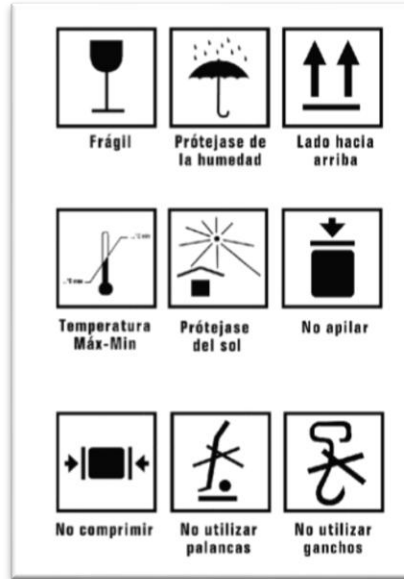 Frágil
Prótejase de
la humedad
Lado hacia
arriba
Temperatura
Máx-Min
Prótejase
del sol
No apilar
No comprimir
No utilizar
palancas
No utilizar
ganchos